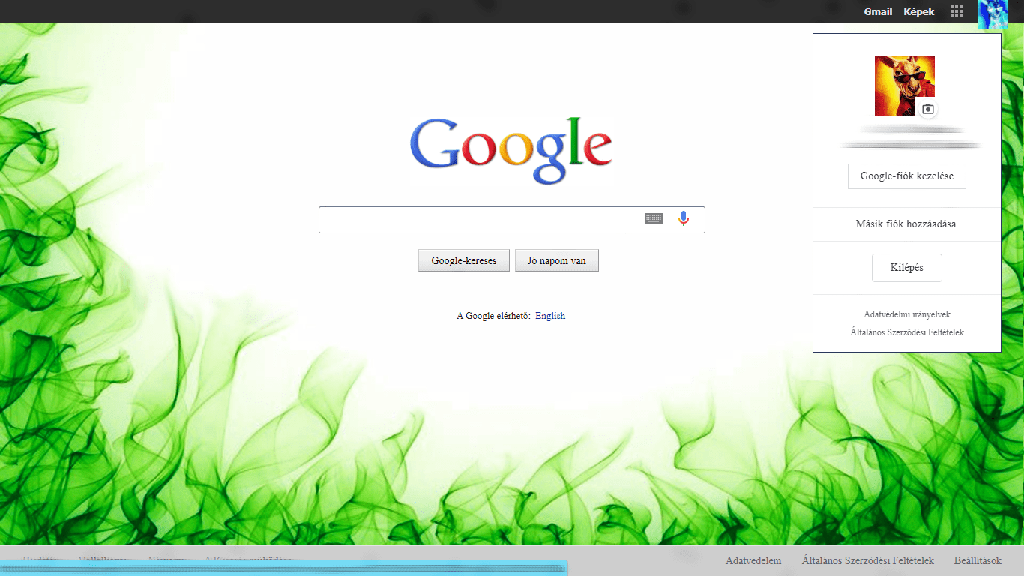 Gmail Képek
Google
Google-fiók kezelése
Másik fiók hozzáadása
Kilépés
Adatvédelmi irányelvek
Általános Szerződési Feltételek
Google-keresés Jó napom van
A Google elérhető: English
Adatvédelem Általános Szerződési Feltételek Beállítások